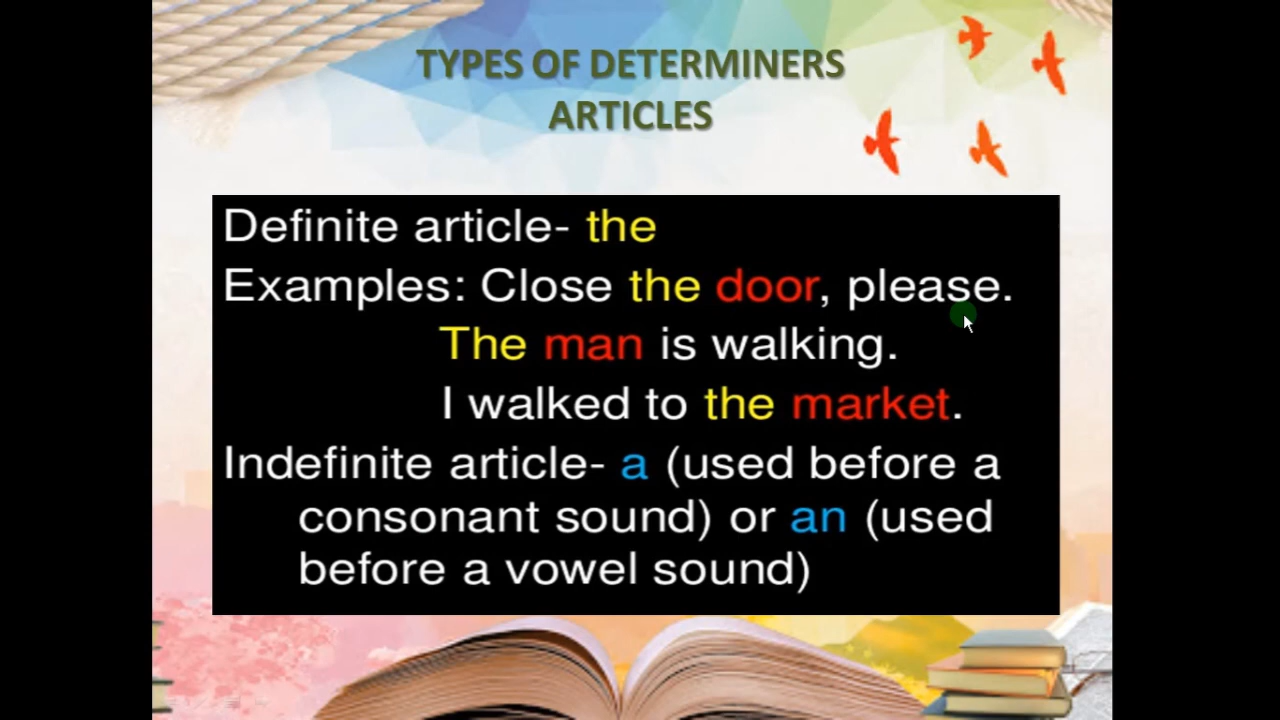 TYPES OF DETERMINERS
ARTICLES
Definite article- the
Examples: Close the door, please.
The man is walking.
I walked to the market.
Indefinite article- a (used before a
consonant sound) or an (used
before a vowel sound)